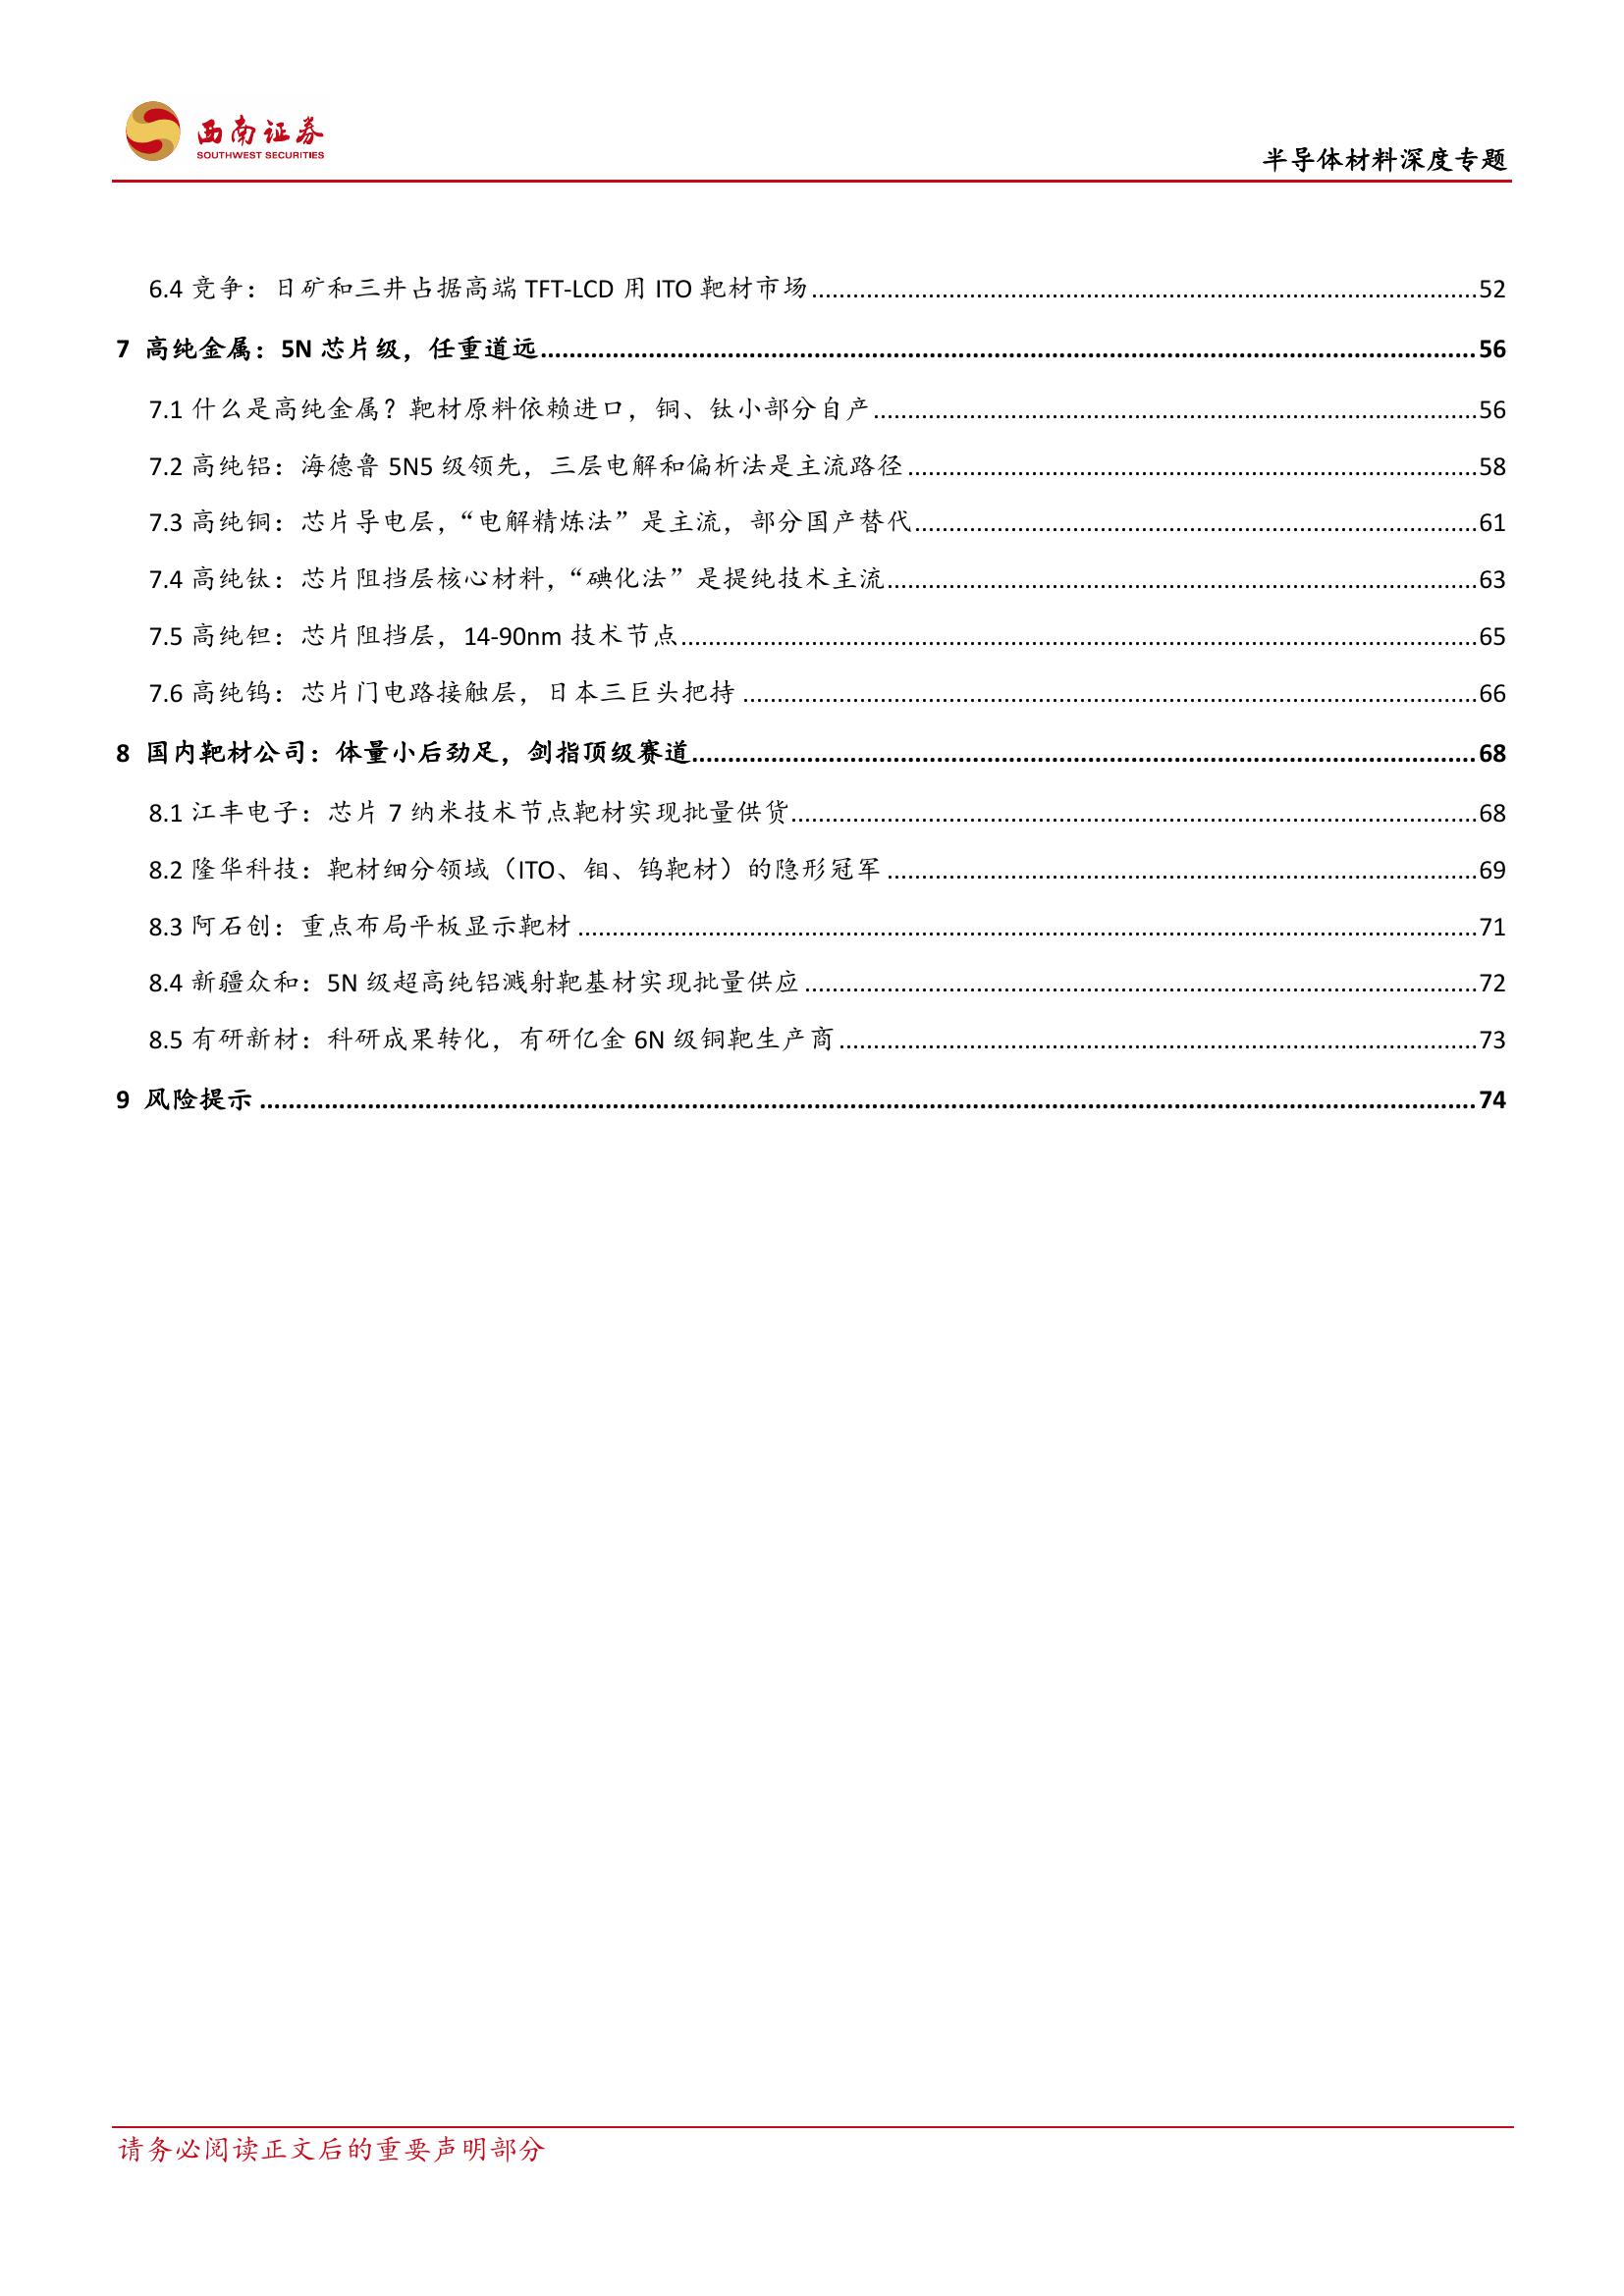 西南证券
SOUTHWEST SECURITIES
半导体材料深度专题
6.4 竞争：日矿和三井占据高端 TFT-LCD 用 ITO 靶材市场........52
7 高纯金属：5N 芯片级，任重道远........56
7.1 什么是高纯金属？靶材原料依赖进口，铜、钛小部分自产........56
7.2 高纯铝：海德鲁 5N5 级领先，三层电解和偏析法是主流路径........58
7.3 高纯铜：芯片导电层，“电解精炼法”是主流，部分国产替代........61
7.4 高纯钛：芯片阻挡层核心材料，“碘化法”是提纯技术主流........63
7.5 高纯钽：芯片阻挡层，14-90nm 技术节点........65
7.6 高纯钨：芯片门电路接触层，日本三巨头把持........66
8 国内靶材公司：体量小后劲足，剑指顶级赛道........68
8.1 江丰电子：芯片 7 纳米技术节点靶材实现批量供货........68
8.2 隆华科技：靶材细分领域（ITO、钼、钨靶材）的隐形冠军........69
8.3 阿石创：重点布局平板显示靶材........71
8.4 新疆众和：5N 级超高纯铝溅射靶基材实现批量供应........72
8.5 有研新材：科研成果转化，有研亿金 6N 级铜靶生产商........73
9 风险提示........74
请务必阅读正文后的重要声明部分